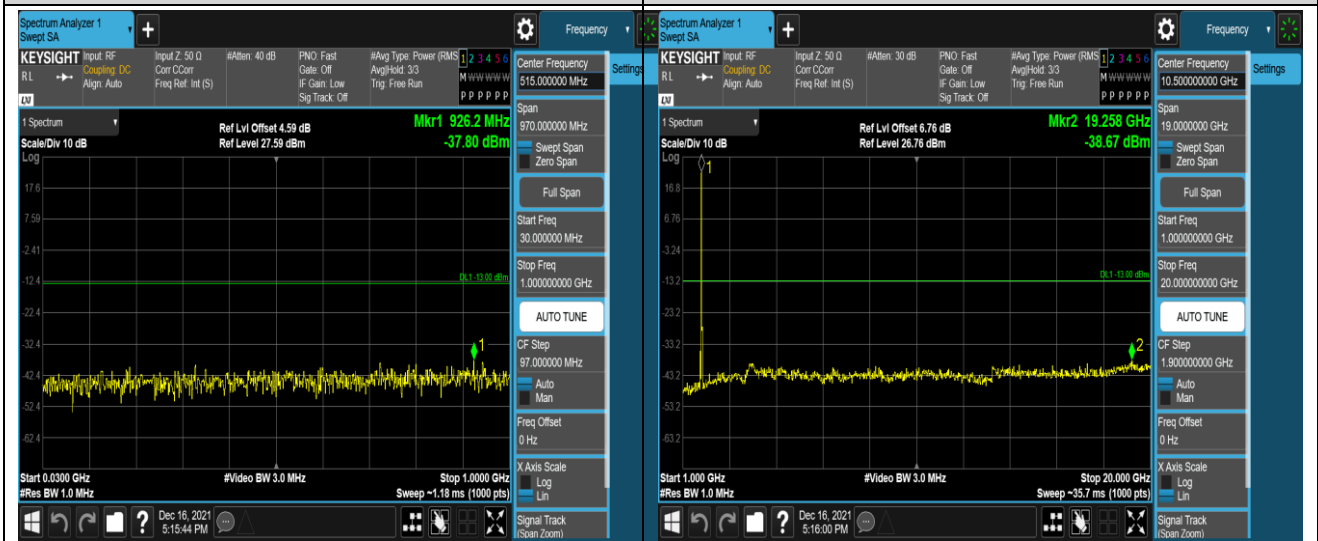 Spectrum Analyzer 1
Swept SA
+
Frequency
KEYSIGHT
RL
LXI
Input: RF
Coupling: DC
Align: Auto
Input Z: 50 Ω
Corr CCorr
Freq Ref: Int (S)
#Atten: 40 dB
PNO: Fast
Gate: Off
IF Gain: Low
Sig Track: Off
#Avg Type: Power (RMS
Avg|Hold: 3/3
Trig: Free Run
1 2 3 4 5 6
M W W W W W
P P P P P P
Center Frequency
515.000000 MHz
Settings
1 Spectrum
Scale/Div 10 dB
Ref Lvl Offset 4.59 dB
Ref Level 27.59 dBm
Mkr1 926.2 MHz
-37.80 dBm
Log
17.6
7.59
-2.41
-12.4
-22.4
-32.4
-42.4
-52.4
-62.4
DL1 -13.00 dBm
1
Start 0.0300 GHz
#Res BW 1.0 MHz
#Video BW 3.0 MHz
Stop 1.0000 GHz
Sweep ~1.18 ms (1000 pts)
Span
970.000000 MHz
Swept Span
Zero Span
Full Span
Start Freq
30.000000 MHz
Stop Freq
1.000000000 GHz
AUTO TUNE
CF Step
97.000000 MHz
Auto
Man
Freq Offset
0 Hz
X Axis Scale
Log
Lin
Signal Track
(Span Zoom)
?
Dec 16, 2021
5:15:44 PM
Spectrum Analyzer 1
Swept SA
+
Frequency
KEYSIGHT
RL
LXI
Input: RF
Coupling: DC
Align: Auto
Input Z: 50 Ω
Corr CCorr
Freq Ref: Int (S)
#Atten: 30 dB
PNO: Fast
Gate: Off
IF Gain: Low
Sig Track: Off
#Avg Type: Power (RMS
Avg|Hold: 3/3
Trig: Free Run
1 2 3 4 5 6
M W W W W W
P P P P P P
Center Frequency
10.500000000 GHz
Settings
1 Spectrum
Scale/Div 10 dB
Ref Lvl Offset 6.76 dB
Ref Level 26.76 dBm
Mkr2 19.258 GHz
-38.67 dBm
Log
16.8
6.76
-3.24
-13.2
-23.2
-33.2
-43.2
-53.2
-63.2
1
DL1 -13.00 dBm
2
Start 1.000 GHz
#Res BW 1.0 MHz
#Video BW 3.0 MHz
Stop 20.000 GHz
Sweep ~35.7 ms (1000 pts)
Span
19.0000000 GHz
Swept Span
Zero Span
Full Span
Start Freq
1.000000000 GHz
Stop Freq
20.000000000 GHz
AUTO TUNE
CF Step
1.900000000 GHz
Auto
Man
Freq Offset
0 Hz
X Axis Scale
Log
Lin
Signal Track
(Span Zoom)
?
Dec 16, 2021
5:16:00 PM